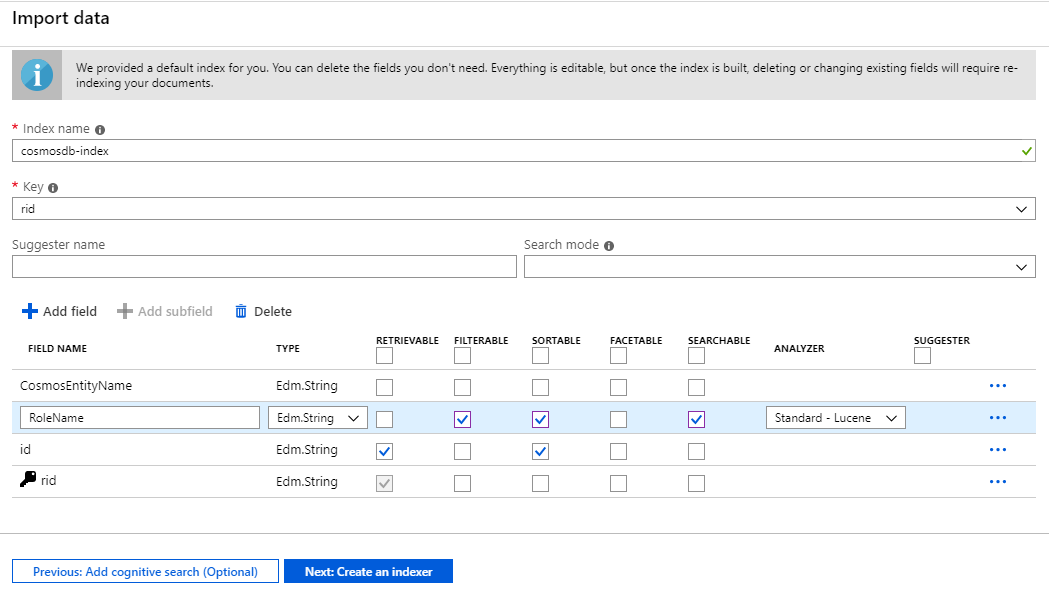 Import data
We provided a default index for you. You can delete the fields you don't need. Everything is editable, but once the index is built, deleting or changing existing fields will require re-
indexing your documents.
* Index name
cosmosdb-index
* Key
rid
Suggester name Search mode
Add field Add subfield Delete
FIELD NAME TYPE RETRIEVABLE FILTERABLE SORTABLE FACETABLE SEARCHABLE ANALYZER SUGGESTER
CosmosEntityName Edm.String ...
RoleName Edm.String Standard - Lucene ...
id Edm.String ...
rid Edm.String ...
Previous: Add cognitive search (Optional) Next: Create an indexer